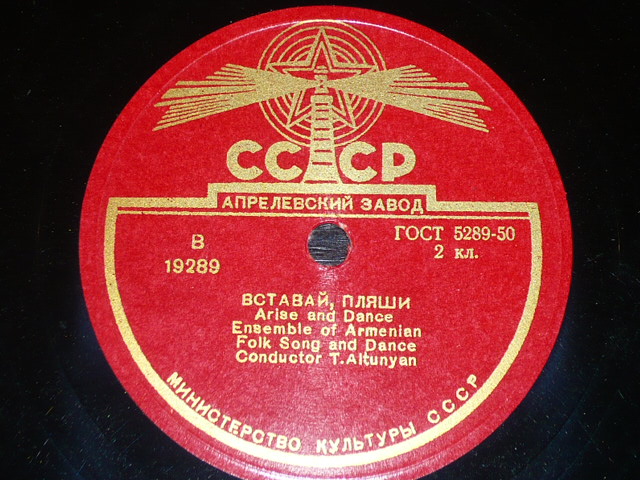 СССР
АПРЕЛЕВСКИЙ ЗАВОД
В
19289
ГОСТ 5289-50
2 кл.
ВСТАВАЙ, ПЛЯШИ
Arise and Dance
Ensemble of Armenian
Folk Song and Dance
Conductor T.Altunyan
МИНИСТЕРСТВО КУЛЬТУРЫ СССР